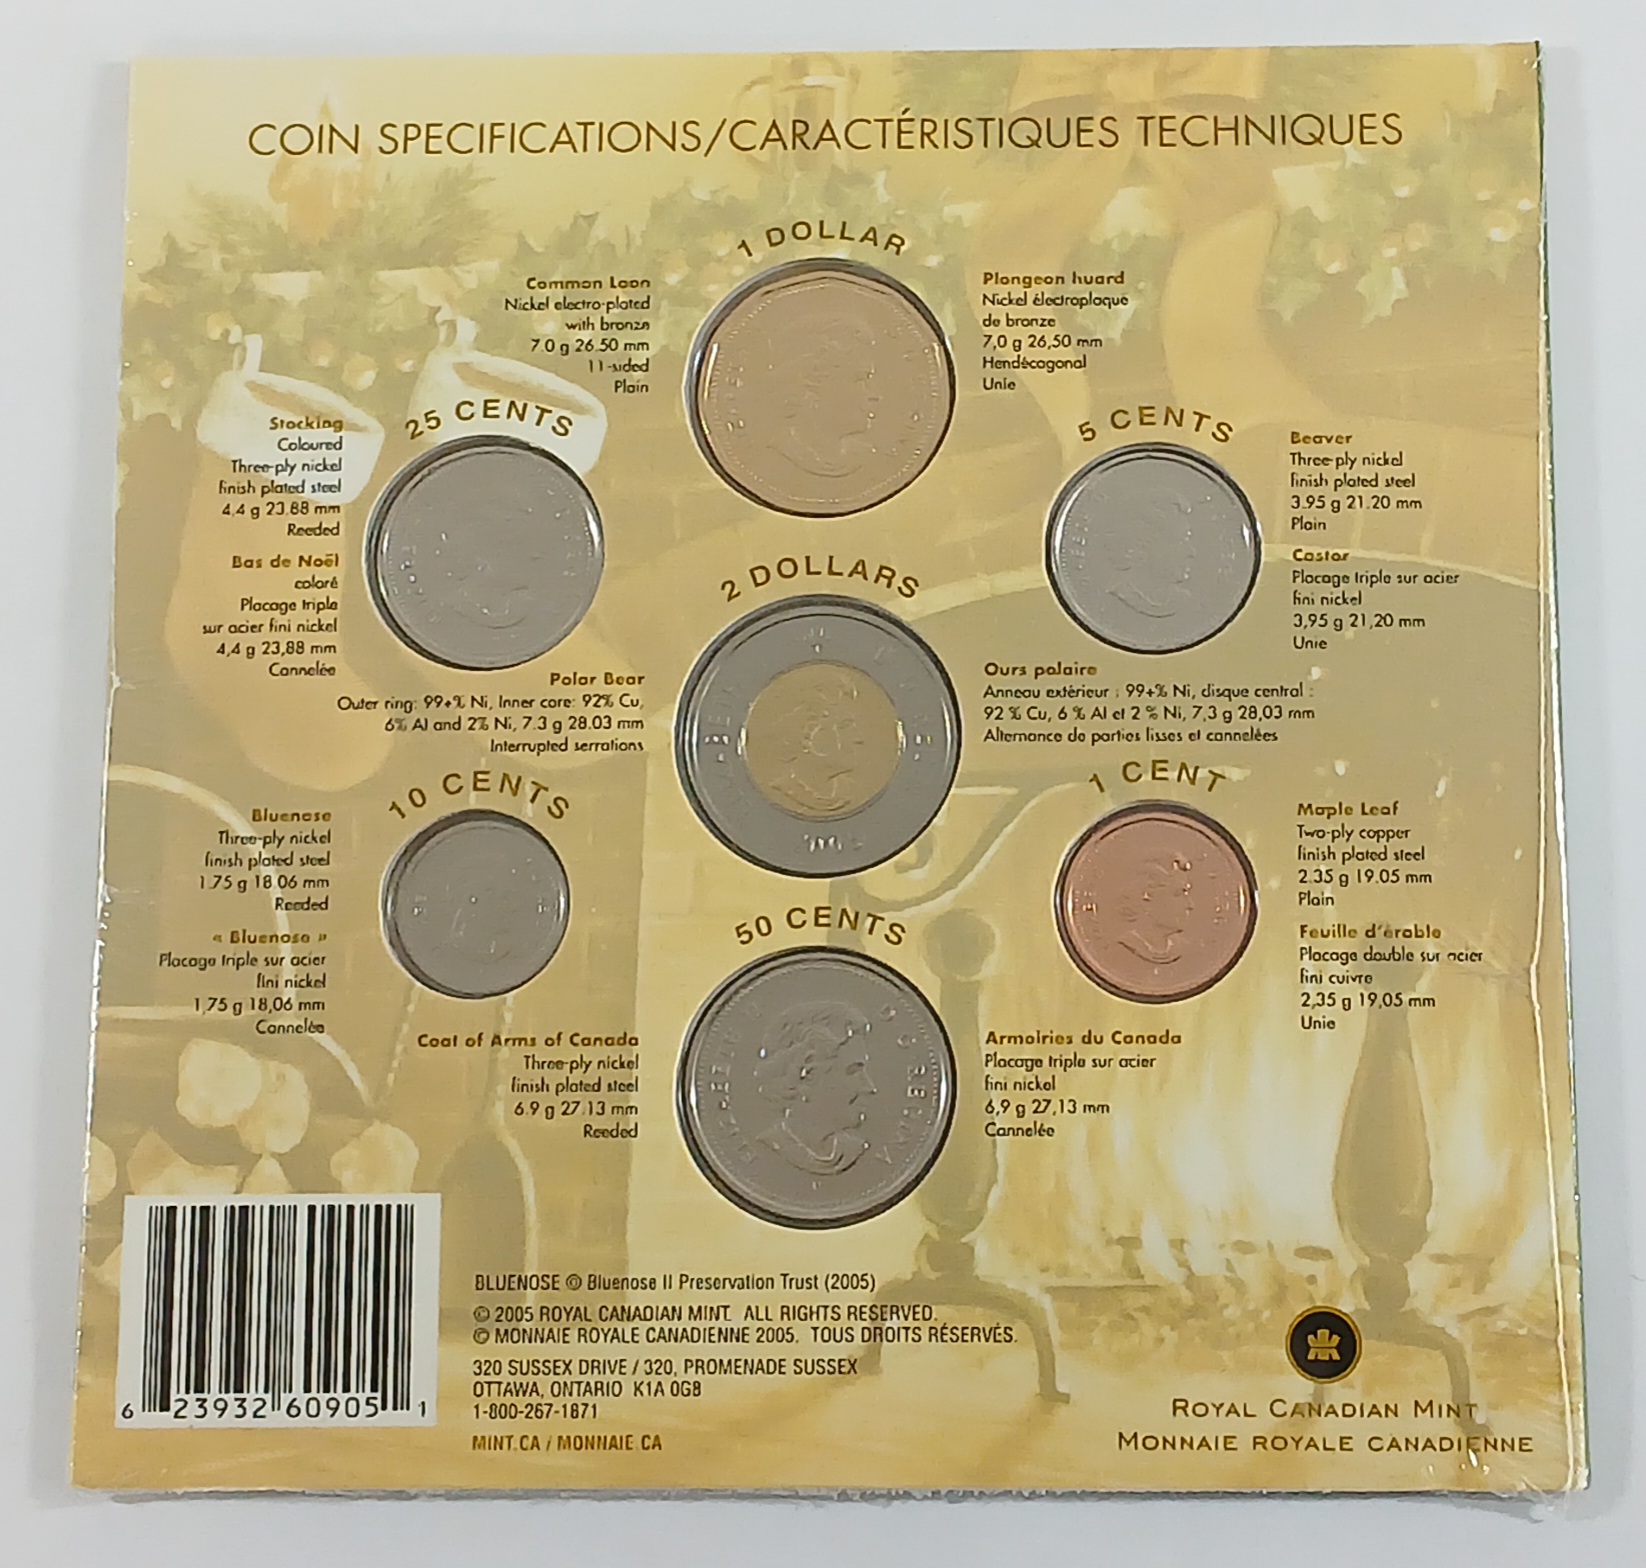 COIN SPECIFICATIONS/CARACTÉRISTIQUES TECHNIQUES
1 DOLLAR
Common Loon
Nickel electro-plated
with bronze
7.0 g 26.50 mm
11-sided
Plain
Plongeon huard
Nickel électroplaqué
de bronze
7,0 g 26,50 mm
Hendécagonal
Unie
25 CENTS
Stocking
Coloured
Three-ply nickel
finish plated steel
4,4 g 23.88 mm
Reeded
Bas de Noël
coloré
Placage triple
sur acier fini nickel
4,4 g 23,88 mm
Cannelée
5 CENTS
Beaver
Three-ply nickel
finish plated steel
3.95 g 21.20 mm
Plain
Castor
Placage triple sur acier
fini nickel
3,95 g 21,20 mm
Unie
2 DOLLARS
Polar Bear
Outer ring: 99+% Ni, Inner core: 92% Cu,
6% Al and 2% Ni, 7.3 g 28.03 mm
Interrupted serrations
Ours polaire
Anneau extérieur : 99+% Ni, disque central :
92 % Cu, 6 % Al et 2 % Ni, 7,3 g 28,03 mm
Alternance de parties lisses et cannelées
10 CENTS
Bluenose
Three-ply nickel
finish plated steel
1.75 g 18.06 mm
Reeded
« Bluenose »
Placage triple sur acier
fini nickel
1,75 g 18,06 mm
Cannelée
1 CENT
Maple Leaf
Two-ply copper
finish plated steel
2.35 g 19.05 mm
Plain
Feuille d'érable
Placage double sur acier
fini cuivre
2,35 g 19,05 mm
Unie
50 CENTS
Coat of Arms of Canada
Three-ply nickel
finish plated steel
6.9 g 27.13 mm
Reeded
Armoiries du Canada
Placage triple sur acier
fini nickel
6,9 g 27,13 mm
Cannelée
ELIZABETH II D·G·REGINA
6 23932 60905 1
BLUENOSE © Bluenose II Preservation Trust (2005)
© 2005 ROYAL CANADIAN MINT. ALL RIGHTS RESERVED.
© MONNAIE ROYALE CANADIENNE 2005. TOUS DROITS RÉSERVÉS.
320 SUSSEX DRIVE / 320, PROMENADE SUSSEX
OTTAWA, ONTARIO K1A 0G8
1-800-267-1871
MINT.CA / MONNAIE.CA
ROYAL CANADIAN MINT
MONNAIE ROYALE CANADIENNE